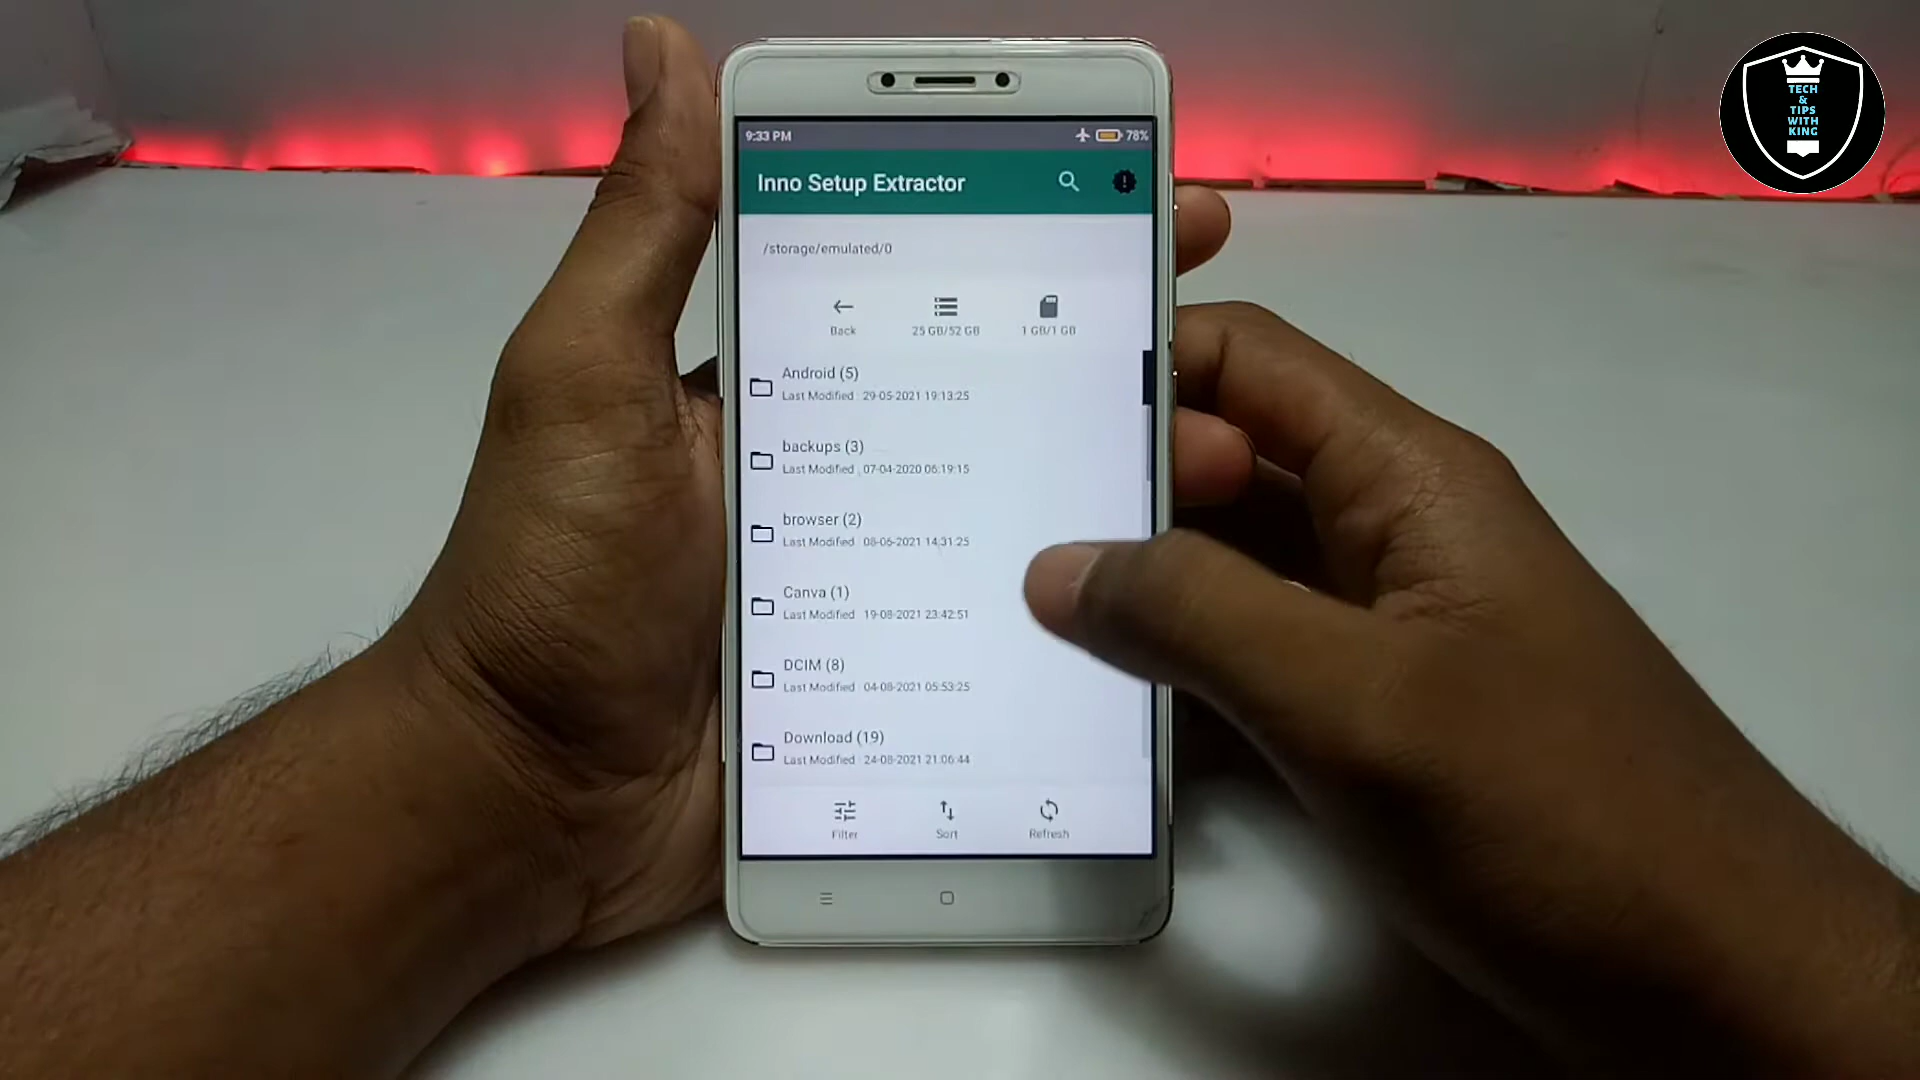 TECH
&
TIPS
WITH
KING
9:33 PM
78%
Inno Setup Extractor
/storage/emulated/0
Back
25 GB/52 GB
1 GB/1 GB
Android (5)
Last Modified : 29-05-2021 19:13:25
backups (3)
Last Modified : 07-04-2020 06:19:15
browser (2)
Last Modified : 08-06-2021 14:31:25
Canva (1)
Last Modified : 19-08-2021 23:42:51
DCIM (8)
Last Modified : 04-08-2021 05:53:25
Download (19)
Last Modified : 24-08-2021 21:06:44
Filter
Sort
Refresh